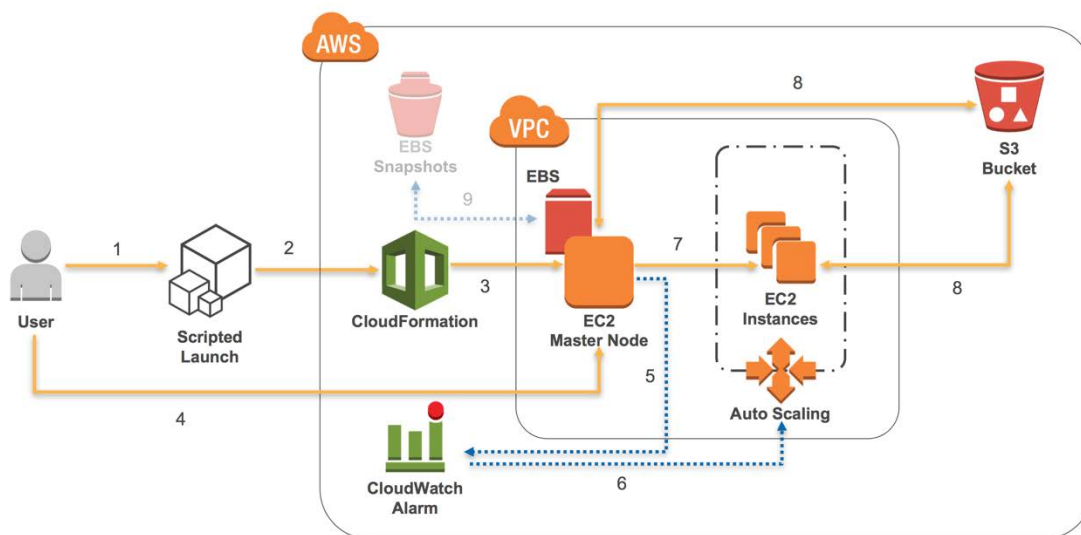 AWS
8
VPC
EBS
Snapshots
S3
Bucket
EBS
9
1
2
3
7
8
User
CloudFormation
EC2
Master Node
EC2
Instances
Scripted
Launch
5
4
Auto Scaling
6
CloudWatch
Alarm